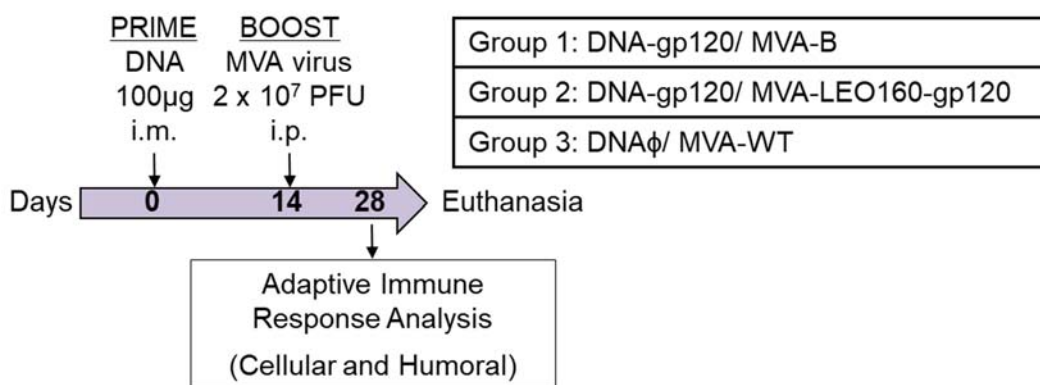 PRIME
DNA
100µg
i.m.
BOOST
MVA virus
2 x 10⁷ PFU
i.p.
Group 1: DNA-gp120/ MVA-B
Group 2: DNA-gp120/ MVA-LEO160-gp120
Group 3: DNAϕ/ MVA-WT
Days 0 14 28 Euthanasia
Adaptive Immune
Response Analysis
(Cellular and Humoral)